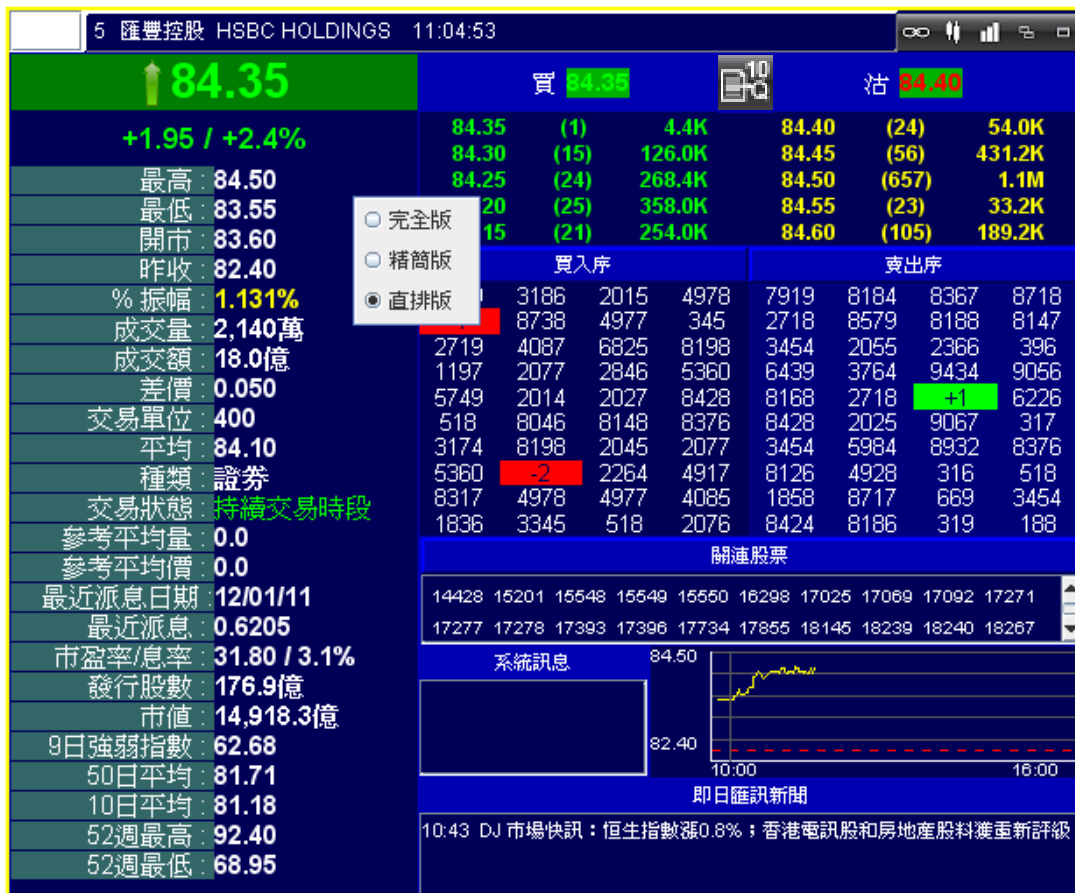 5 匯豐控股 HSBC HOLDINGS 11:04:53
84.35
+1.95 / +2.4%
最高 : 84.50
最低 : 83.55
開市 : 83.60
昨收 : 82.40
% 振幅 : 1.131%
成交量 : 2,140萬
成交額 : 18.0億
差價 : 0.050
交易單位 : 400
平均 : 84.10
種類 : 證券
交易狀態 : 持續交易時段
參考平均量 : 0.0
參考平均價 : 0.0
最近派息日期 : 12/01/11
最近派息 : 0.6205
市盈率/息率 : 31.80 / 3.1%
發行股數 : 176.9億
市值 : 14,918.3億
9日強弱指數 : 62.68
50日平均 : 81.71
10日平均 : 81.18
52週最高 : 92.40
52週最低 : 68.95
買 84.35 10 沽 84.40
84.35 (1) 4.4K 84.40 (24) 54.0K
84.30 (15) 126.0K 84.45 (56) 431.2K
84.25 (24) 268.4K 84.50 (657) 1.1M
20 (25) 358.0K 84.55 (23) 33.2K
15 (21) 254.0K 84.60 (105) 189.2K
完全版
精簡版
直排版
買入序 賣出序
3186 2015 4978 7919 8184 8367 8718
8738 4977 345 2718 8579 8188 8147
2719 4087 6825 8198 3454 2055 2366 396
1197 2077 2846 5360 6439 3764 9434 9056
5749 2014 2027 8428 8168 2718 +1 6226
518 8046 8148 8376 8428 2025 9067 317
3174 8198 2045 2077 3454 5984 8932 8376
5360 -2 2264 4917 8126 4928 316 518
8317 4978 4977 4085 1858 8717 669 3454
1836 3345 518 2076 8424 8186 319 188
關連股票
14428 15201 15548 15549 15550 16298 17025 17069 17092 17271
17277 17278 17393 17396 17734 17855 18145 18239 18240 18267
系統訊息
84.50
82.40
10:00 16:00
即日匯訊新聞
10:43 DJ 市場快訊：恒生指數漲0.8%；香港電訊股和房地産股料獲重新評級